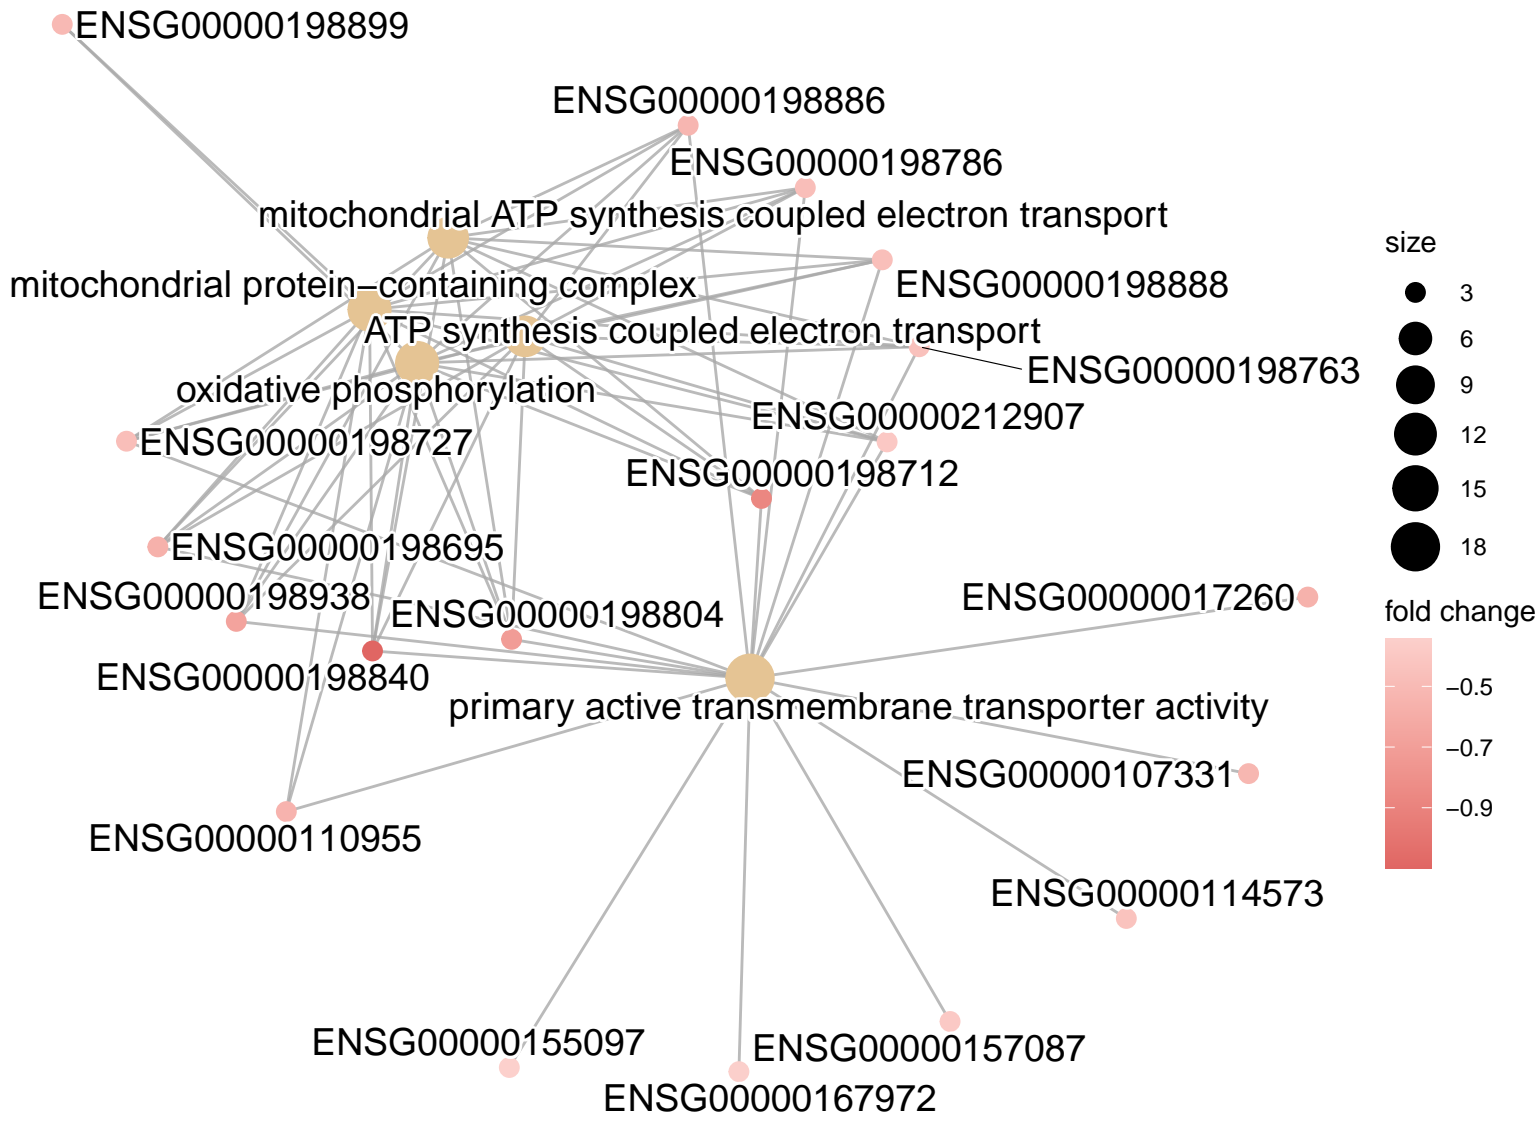 ENSG00000198899
ENSG00000198886
ENSG00000198786
mitochondrial ATP synthesis coupled electron transport
mitochondrial protein−containing complex
ENSG00000198888
ATP synthesis coupled electron transport
ENSG00000198763
oxidative phosphorylation
ENSG00000212907
ENSG00000198727
ENSG00000198712
ENSG00000198695
ENSG00000198938
ENSG00000198804
ENSG00000017260
ENSG00000198840
primary active transmembrane transporter activity
ENSG00000107331
ENSG00000110955
ENSG00000114573
ENSG00000155097
ENSG00000157087
ENSG00000167972
size
3
6
9
12
15
18
fold change
−0.5
−0.7
−0.9